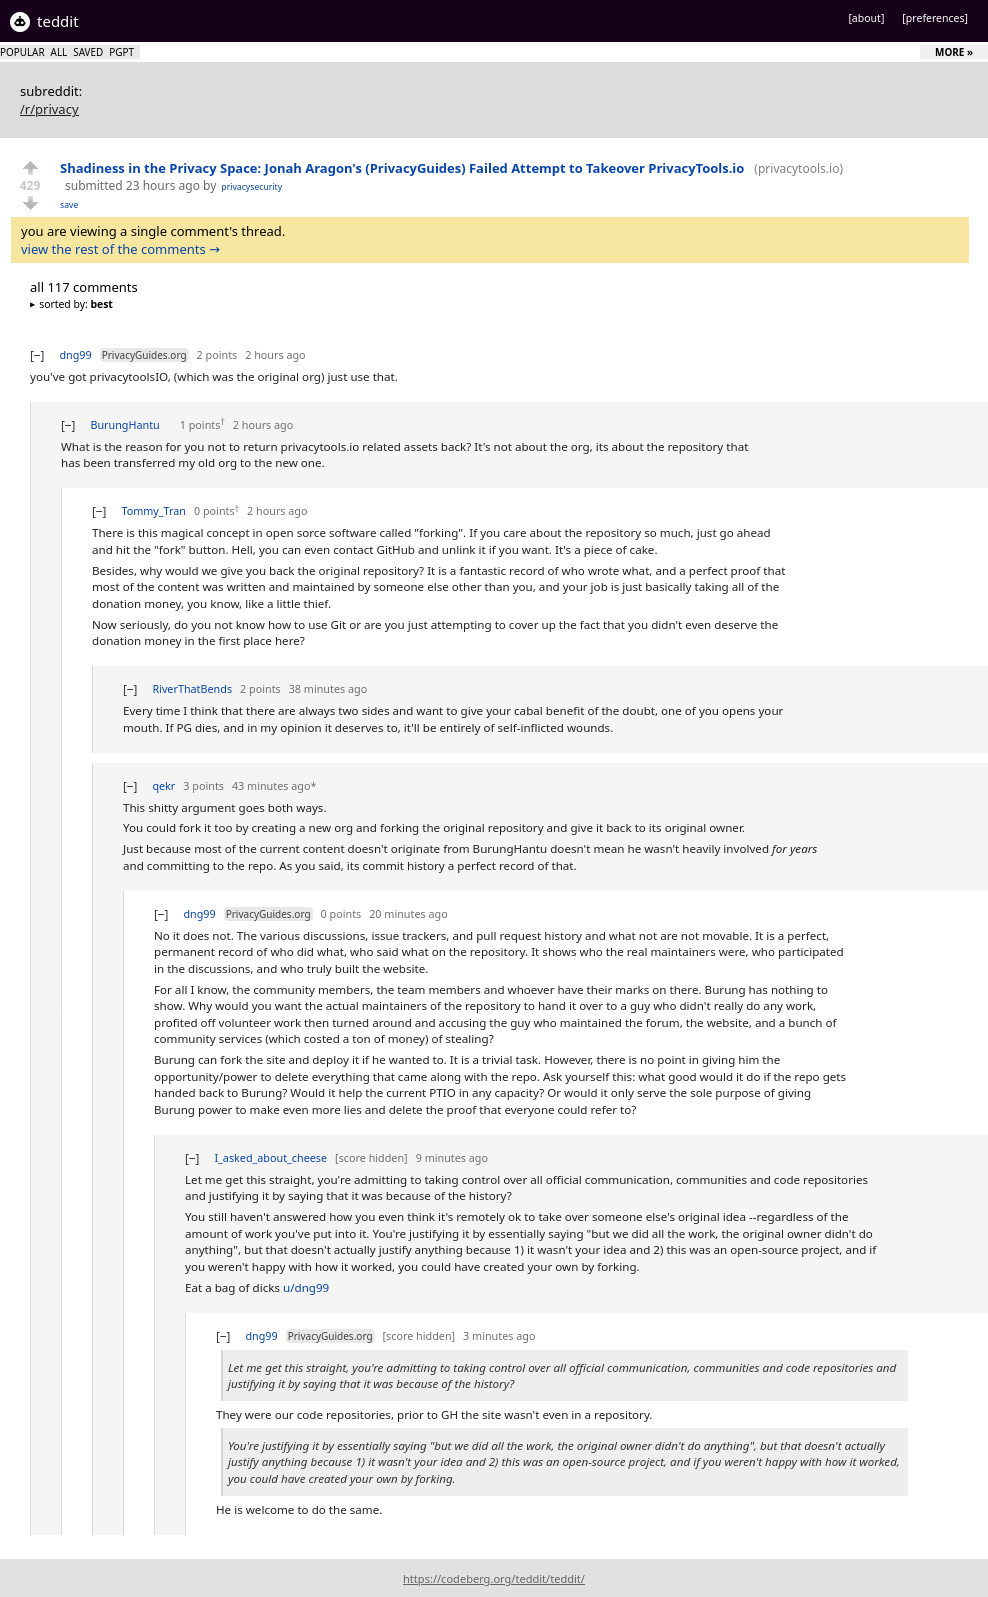 teddit
[about] [preferences]
POPULAR ALL SAVED PGPT
MORE »
subreddit:
/r/privacy
Shadiness in the Privacy Space: Jonah Aragon's (PrivacyGuides) Failed Attempt to Takeover PrivacyTools.io (privacytools.io)
429
submitted 23 hours ago by privacysecurity
save
you are viewing a single comment's thread.
view the rest of the comments →
all 117 comments
▸ sorted by: best
[−] dng99 PrivacyGuides.org 2 points 2 hours ago
you've got privacytoolsIO, (which was the original org) just use that.
[−] BurungHantu 1 points† 2 hours ago
What is the reason for you not to return privacytools.io related assets back? It's not about the org, its about the repository that
has been transferred my old org to the new one.
[−] Tommy_Tran 0 points‡ 2 hours ago
There is this magical concept in open sorce software called "forking". If you care about the repository so much, just go ahead
and hit the "fork" button. Hell, you can even contact GitHub and unlink it if you want. It's a piece of cake.
Besides, why would we give you back the original repository? It is a fantastic record of who wrote what, and a perfect proof that
most of the content was written and maintained by someone else other than you, and your job is just basically taking all of the
donation money, you know, like a little thief.
Now seriously, do you not know how to use Git or are you just attempting to cover up the fact that you didn't even deserve the
donation money in the first place here?
[−] RiverThatBends 2 points 38 minutes ago
Every time I think that there are always two sides and want to give your cabal benefit of the doubt, one of you opens your
mouth. If PG dies, and in my opinion it deserves to, it'll be entirely of self-inflicted wounds.
[−] qekr 3 points 43 minutes ago*
This shitty argument goes both ways.
You could fork it too by creating a new org and forking the original repository and give it back to its original owner.
Just because most of the current content doesn't originate from BurungHantu doesn't mean he wasn't heavily involved for years
and committing to the repo. As you said, its commit history a perfect record of that.
[−] dng99 PrivacyGuides.org 0 points 20 minutes ago
No it does not. The various discussions, issue trackers, and pull request history and what not are not movable. It is a perfect,
permanent record of who did what, who said what on the repository. It shows who the real maintainers were, who participated
in the discussions, and who truly built the website.
For all I know, the community members, the team members and whoever have their marks on there. Burung has nothing to
show. Why would you want the actual maintainers of the repository to hand it over to a guy who didn't really do any work,
profited off volunteer work then turned around and accusing the guy who maintained the forum, the website, and a bunch of
community services (which costed a ton of money) of stealing?
Burung can fork the site and deploy it if he wanted to. It is a trivial task. However, there is no point in giving him the
opportunity/power to delete everything that came along with the repo. Ask yourself this: what good would it do if the repo gets
handed back to Burung? Would it help the current PTIO in any capacity? Or would it only serve the sole purpose of giving
Burung power to make even more lies and delete the proof that everyone could refer to?
[−] I_asked_about_cheese [score hidden] 9 minutes ago
Let me get this straight, you're admitting to taking control over all official communication, communities and code repositories
and justifying it by saying that it was because of the history?
You still haven't answered how you even think it's remotely ok to take over someone else's original idea --regardless of the
amount of work you've put into it. You're justifying it by essentially saying "but we did all the work, the original owner didn't do
anything", but that doesn't actually justify anything because 1) it wasn't your idea and 2) this was an open-source project, and if
you weren't happy with how it worked, you could have created your own by forking.
Eat a bag of dicks u/dng99
[−] dng99 PrivacyGuides.org [score hidden] 3 minutes ago
Let me get this straight, you're admitting to taking control over all official communication, communities and code repositories and
justifying it by saying that it was because of the history?
They were our code repositories, prior to GH the site wasn't even in a repository.
You're justifying it by essentially saying "but we did all the work, the original owner didn't do anything", but that doesn't actually
justify anything because 1) it wasn't your idea and 2) this was an open-source project, and if you weren't happy with how it worked,
you could have created your own by forking.
He is welcome to do the same.
https://codeberg.org/teddit/teddit/